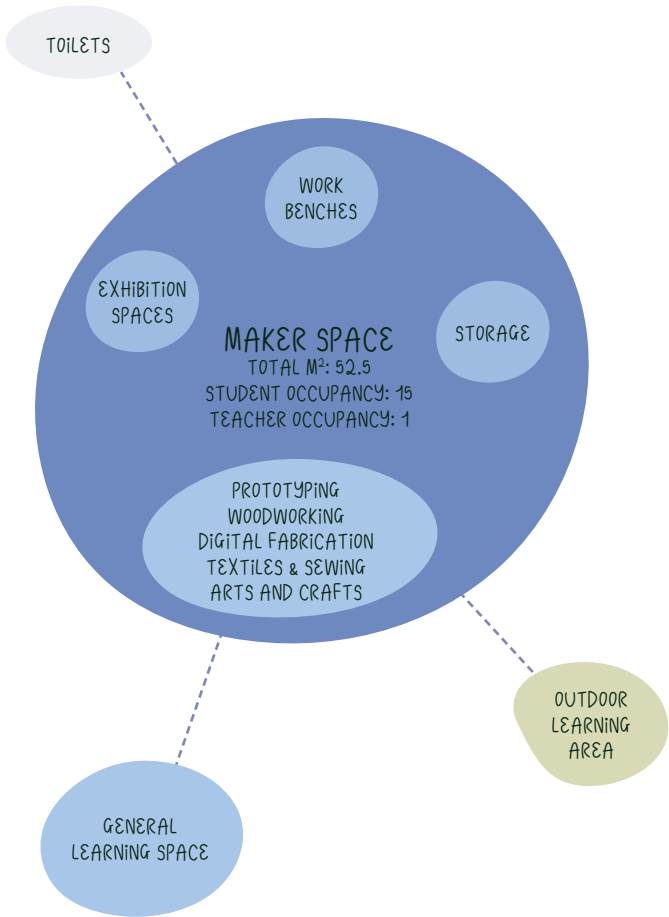 TOILETS
WORK
BENCHES
EXHIBITION
SPACES
STORAGE
MAKER SPACE
TOTAL M²: 52.5
STUDENT OCCUPANCY: 15
TEACHER OCCUPANCY: 1
PROTOTYPING
WOODWORKING
DIGITAL FABRICATION
TEXTILES & SEWING
ARTS AND CRAFTS
OUTDOOR
LEARNING
AREA
GENERAL
LEARNING SPACE